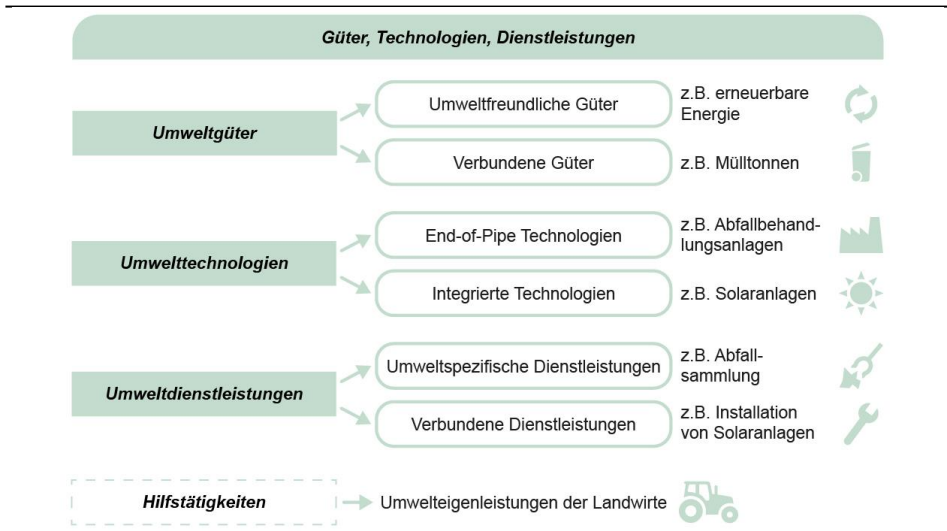 Güter, Technologien, Dienstleistungen
Umweltgüter
Umweltfreundliche Güter
z.B. erneuerbare
Energie
Verbundene Güter
z.B. Mülltonnen
Umwelttechnologien
End-of-Pipe Technologien
z.B. Abfallbehand-
lungsanlagen
Integrierte Technologien
z.B. Solaranlagen
Umweltdienstleistungen
Umweltspezifische Dienstleistungen
z.B. Abfall-
sammlung
Verbundene Dienstleistungen
z.B. Installation
von Solaranlagen
Hilfstätigkeiten
Umwelteigenleistungen der Landwirte